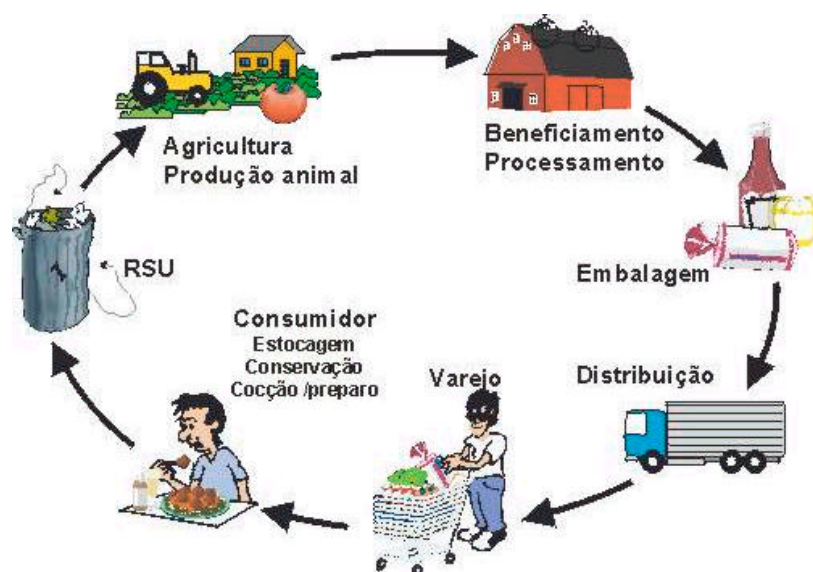 Agricultura
Produção animal
Beneficiamento
Processamento
Embalagem
Distribuição
Varejo
Consumidor
Estocagem
Conservação
Cocção /preparo
RSU